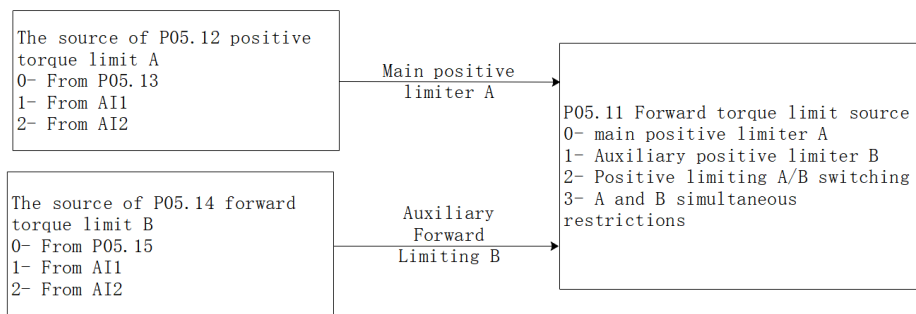 The source of P05.12 positive
torque limit A
0- From P05.13
1- From AI1
2- From AI2
Main positive
limiter A
The source of P05.14 forward
torque limit B
0- From P05.15
1- From AI1
2- From AI2
Auxiliary
Forward
Limiting B
P05.11 Forward torque limit source
0- main positive limiter A
1- Auxiliary positive limiter B
2- Positive limiting A/B switching
3- A and B simultaneous
restrictions